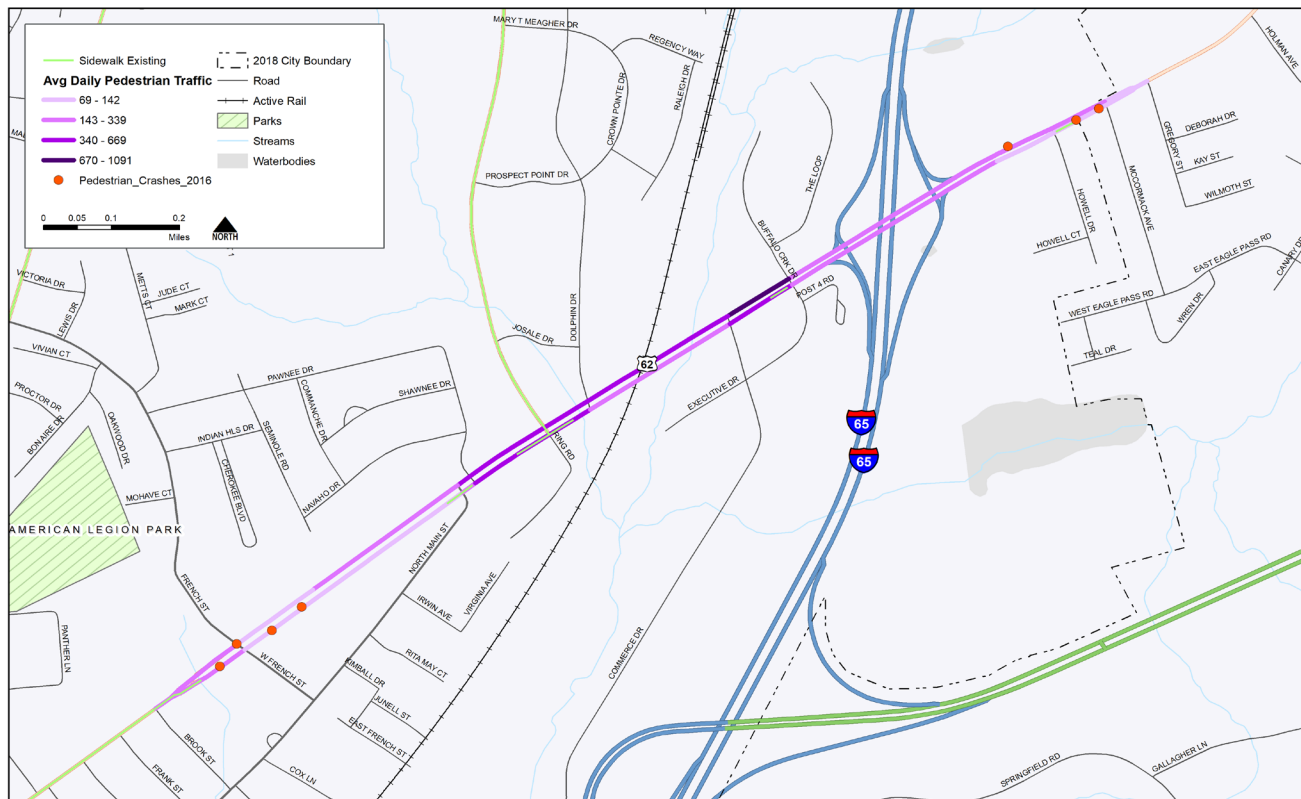 MARY T MEAGHER DR
REGENCY WAY
HOLMAN AVE
Sidewalk Existing
2018 City Boundary
Avg Daily Pedestrian Traffic
Road
69 - 142
Active Rail
143 - 339
Parks
340 - 669
Streams
670 - 1091
Waterbodies
Pedestrian_Crashes_2016
0 0.05 0.1 0.2
Miles
NORTH
CROWN POINTE DR
RALEIGH DR
PROSPECT POINT DR
THE LOOP
GREGORY ST
DEBORAH DR
KAY ST
WILMOTH ST
MCCORMACK AVE
HOWELL DR
HOWELL CT
BUFFALO CRK DR
POST 4 RD
EAST EAGLE PASS RD
CANARY DR
WEST EAGLE PASS RD
WREN DR
TEAL DR
VICTORIA DR
METTS CT
JUDE CT
MARK CT
LEWIS DR
VIVIAN CT
DOLPHIN DR
JOSALE DR
62
PROCTOR DR
PAWNEE DR
COMMANCHE DR
SHAWNEE DR
EXECUTIVE DR
BON AIRE DR
OAKWOOD DR
INDIAN HLS DR
SEMINOLE RD
CHEROKEE BLVD
NAVAHO DR
RING RD
65
65
MOHAVE CT
AMERICAN LEGION PARK
NORTH MAIN ST
FRENCH ST
IRWIN AVE
VIRGINIA AVE
PANTHER LN
W FRENCH ST
RITA MAY CT
KIMBALL DR
COMMERCE DR
JUNELL ST
EAST FRENCH ST
BROOK ST
FRANK ST
COX LN
SPRINGFIELD RD
GALLAGHER LN